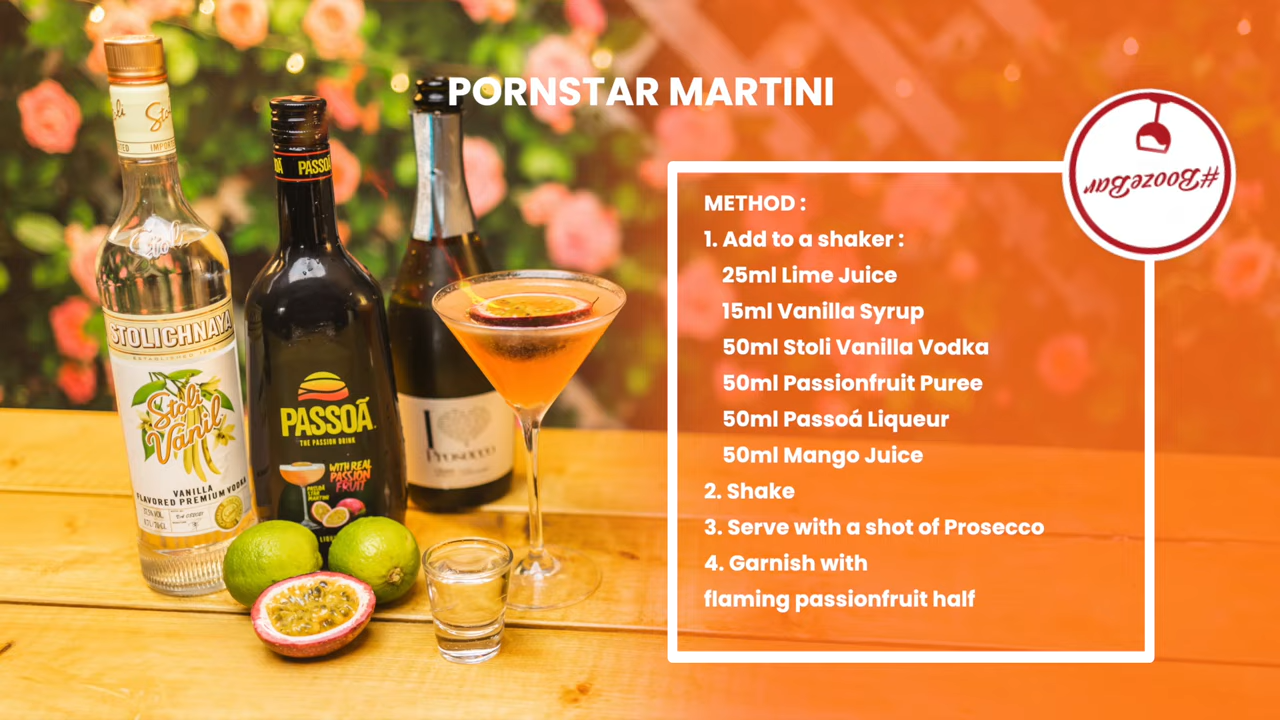 PORNSTAR MARTINI
#BoozeBar
METHOD :
1. Add to a shaker :
25ml Lime Juice
15ml Vanilla Syrup
50ml Stoli Vanilla Vodka
50ml Passionfruit Puree
50ml Passoá Liqueur
50ml Mango Juice
2. Shake
3. Serve with a shot of Prosecco
4. Garnish with
flaming passionfruit half
Stoli
STOLICHNAYA
Stoli
Vanil
VANILLA
FLAVORED PREMIUM VODKA
PASSOÃ
PASSOÃ
THE PASSION DRINK
WITH REAL
PASSION
FRUIT
I
Prosecco